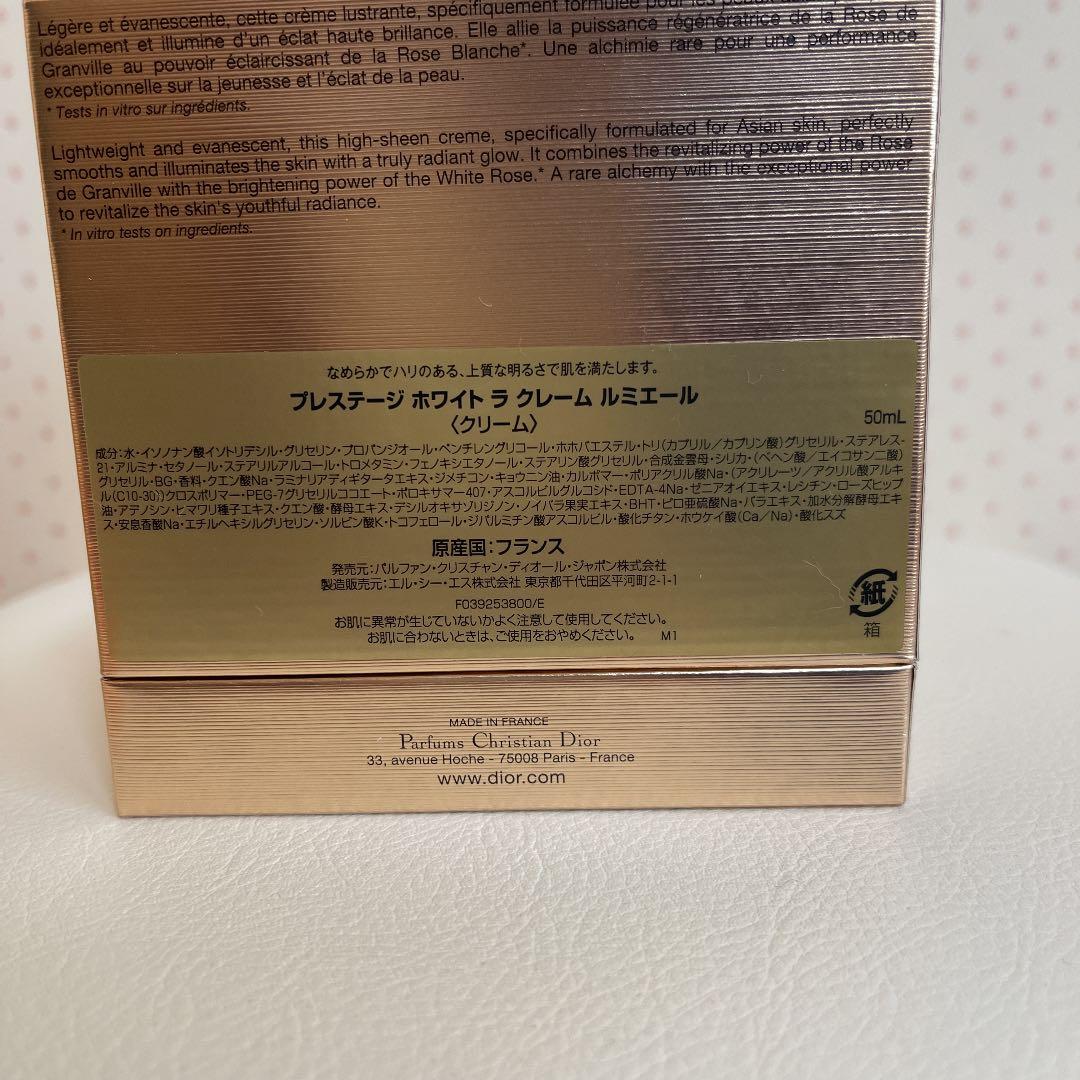 Légère et évanescente, cette crème lustrante, spécifiquement formulée pour les peaux
idéalement et illumine d'un éclat haute brillance. Elle allie la puissance régénératrice de la Rose de
Granville au pouvoir éclaircissant de la Rose Blanche*. Une alchimie rare pour une performance
exceptionnelle sur la jeunesse et l'éclat de la peau.
* Tests in vitro sur ingrédients.
Lightweight and evanescent, this high-sheen creme, specifically formulated for Asian skin, perfectly
smooths and illuminates the skin with a truly radiant glow. It combines the revitalizing power of the Rose
de Granville with the brightening power of the White Rose.* A rare alchemy with the exceptional power
to revitalize the skin's youthful radiance.
* In vitro tests on ingredients.
なめらかでハリのある、上質な明るさで肌を満たします。
プレステージ ホワイト ラ クレーム ルミエール
〈クリーム〉
50mL
成分:水・イソノナン酸イソトリデシル・グリセリン・プロパンジオール・ペンチレングリコール・ホホバエステル・トリ(カプリル/カプリン酸)グリセリル・ステアレス-
21・アルミナ・セタノール・ステアリルアルコール・トロメタミン・フェノキシエタノール・ステアリン酸グリセリル・合成金雲母・シリカ・(ベヘン酸/エイコサン二酸)
グリセリル・BG・香料・クエン酸Na・ラミナリアディギタータエキス・ジメチコン・キョウニン油・カルボマー・ポリアクリル酸Na・(アクリレーツ/アクリル酸アルキ
ル(C10-30))クロスポリマー・PEG-7グリセリルココエート・ポロキサマー407・アスコルビルグルコシド・EDTA-4Na・ゼニアオイエキス・レシチン・ローズヒップ
油・アデノシン・ヒマワリ種子エキス・クエン酸・酵母エキス・デシルオキサゾリジノン・ノイバラ果実エキス・BHT・ピロ亜硫酸Na・バラエキス・加水分解酵母エキ
ス・安息香酸Na・エチルヘキシルグリセリン・ソルビン酸K・トコフェロール・ジパルミチン酸アスコルビル・酸化チタン・ホウケイ酸(Ca/Na)・酸化スズ
原産国:フランス
発売元:パルファン・クリスチャン・ディオール・ジャポン株式会社
製造販売元:エル・シー・エス株式会社 東京都千代田区平河町2-1-1
F039253800/E
お肌に異常が生じていないかよく注意して使用してください。
お肌に合わないときは、ご使用をおやめください。 M1
紙
箱
MADE IN FRANCE
Parfums Christian Dior
33, avenue Hoche - 75008 Paris - France
www.dior.com